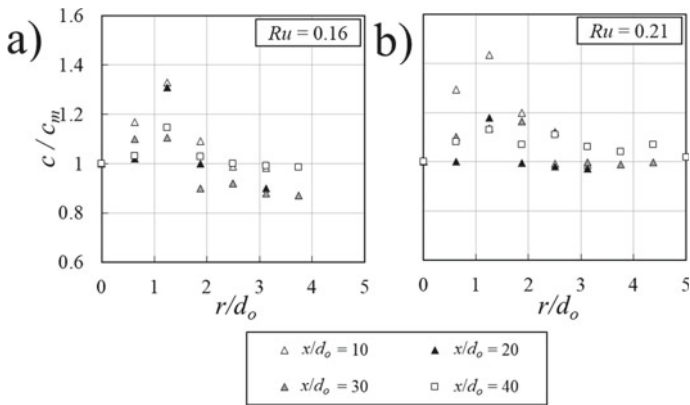 a)
Ru = 0.16
1.6
1.4
1.2
1
0.8
0.6
c / c_m
0 1 2 3 4 5
r/d_o
b)
Ru = 0.21
0 1 2 3 4 5
r/d_o
x/d_o = 10 x/d_o = 20
x/d_o = 30 x/d_o = 40